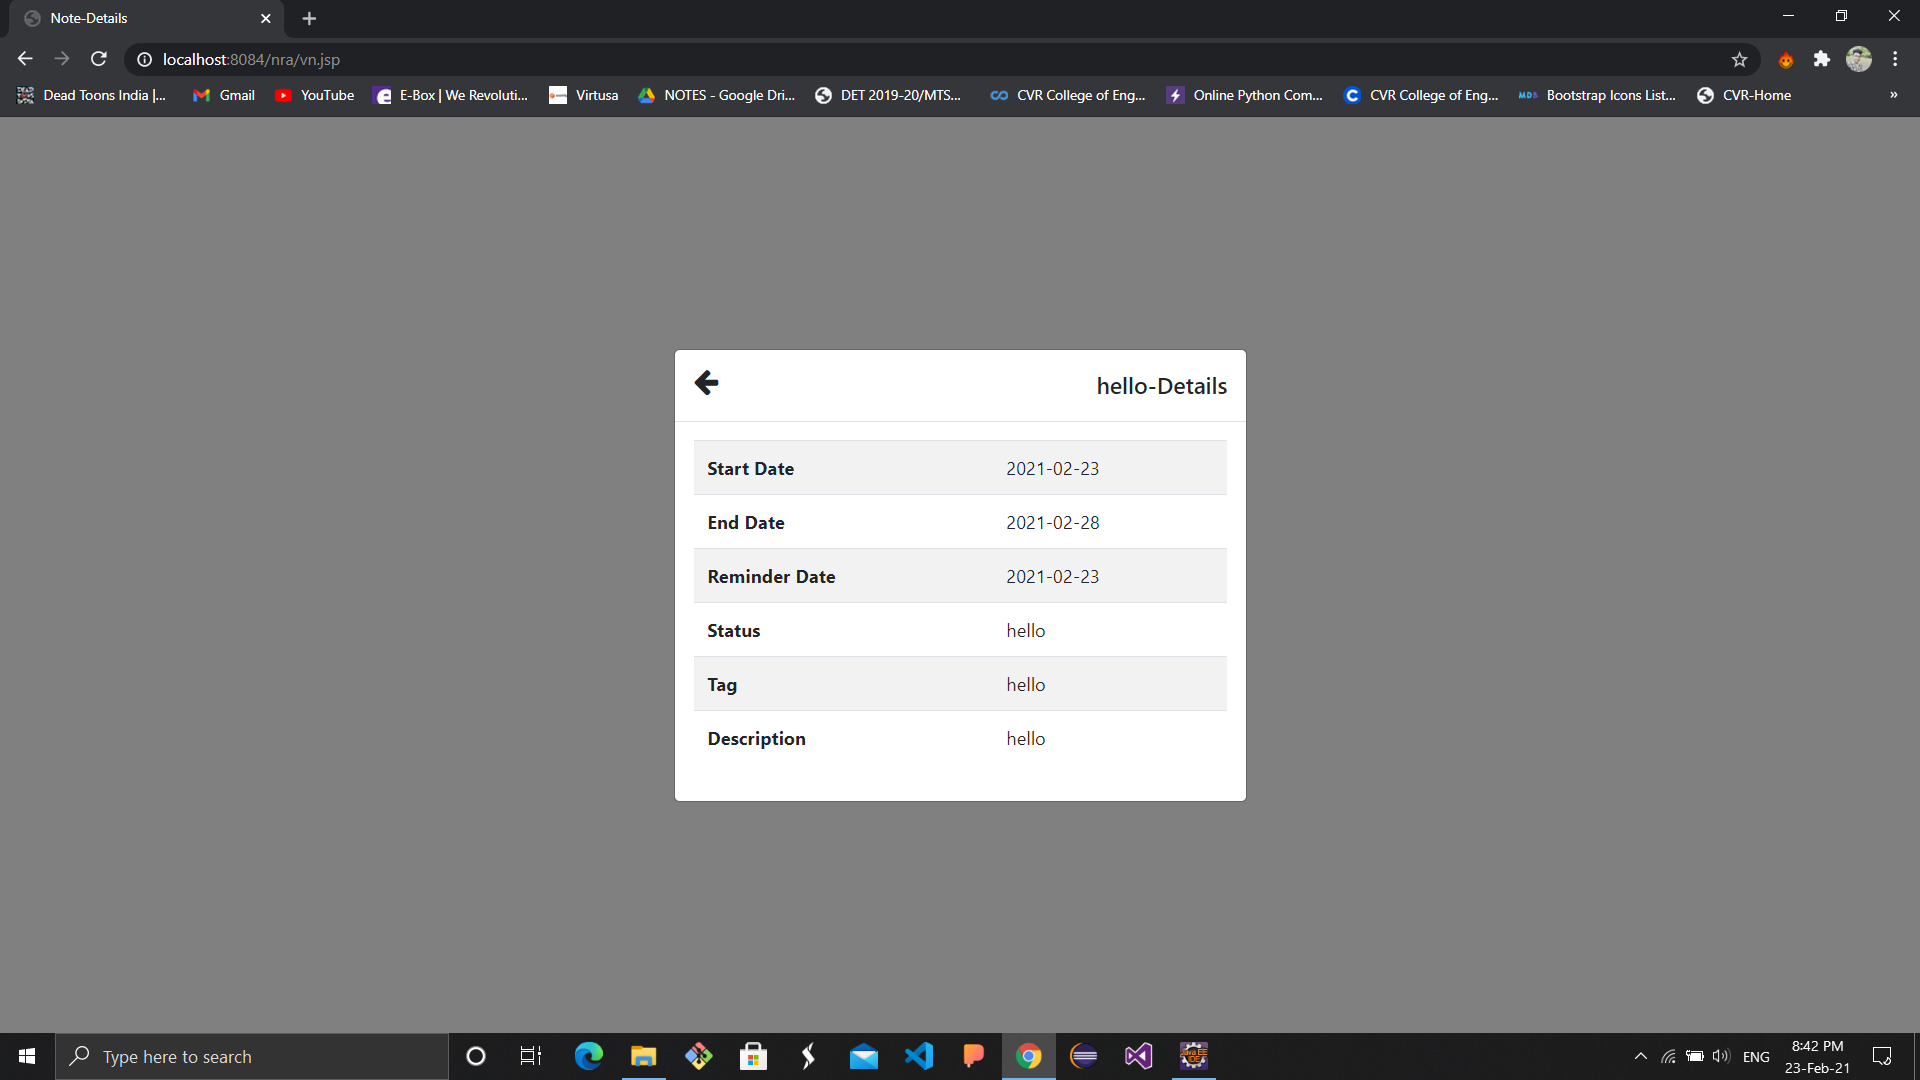 Note-Details
localhost:8084/nra/vn.jsp
Dead Toons India |... Gmail YouTube E-Box | We Revoluti... Virtusa NOTES - Google Dri... DET 2019-20/MTS... CVR College of Eng... Online Python Com... CVR College of Eng... Bootstrap Icons List... CVR-Home »
hello-Details
Start Date 2021-02-23
End Date 2021-02-28
Reminder Date 2021-02-23
Status hello
Tag hello
Description hello
Type here to search
ENG
8:42 PM
23-Feb-21